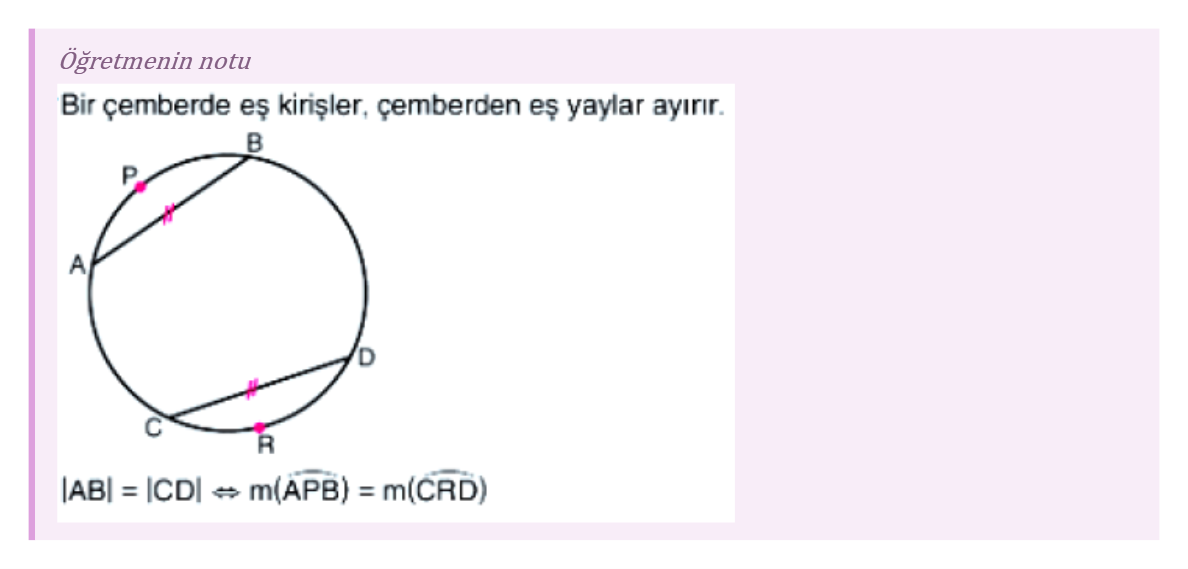 Öğretmenin notu
Bir çemberde eş kirişler, çemberden eş yaylar ayırır.
B
P
A
D
C
R
|AB| = |CD| ⇔ m(APB) = m(CRD)